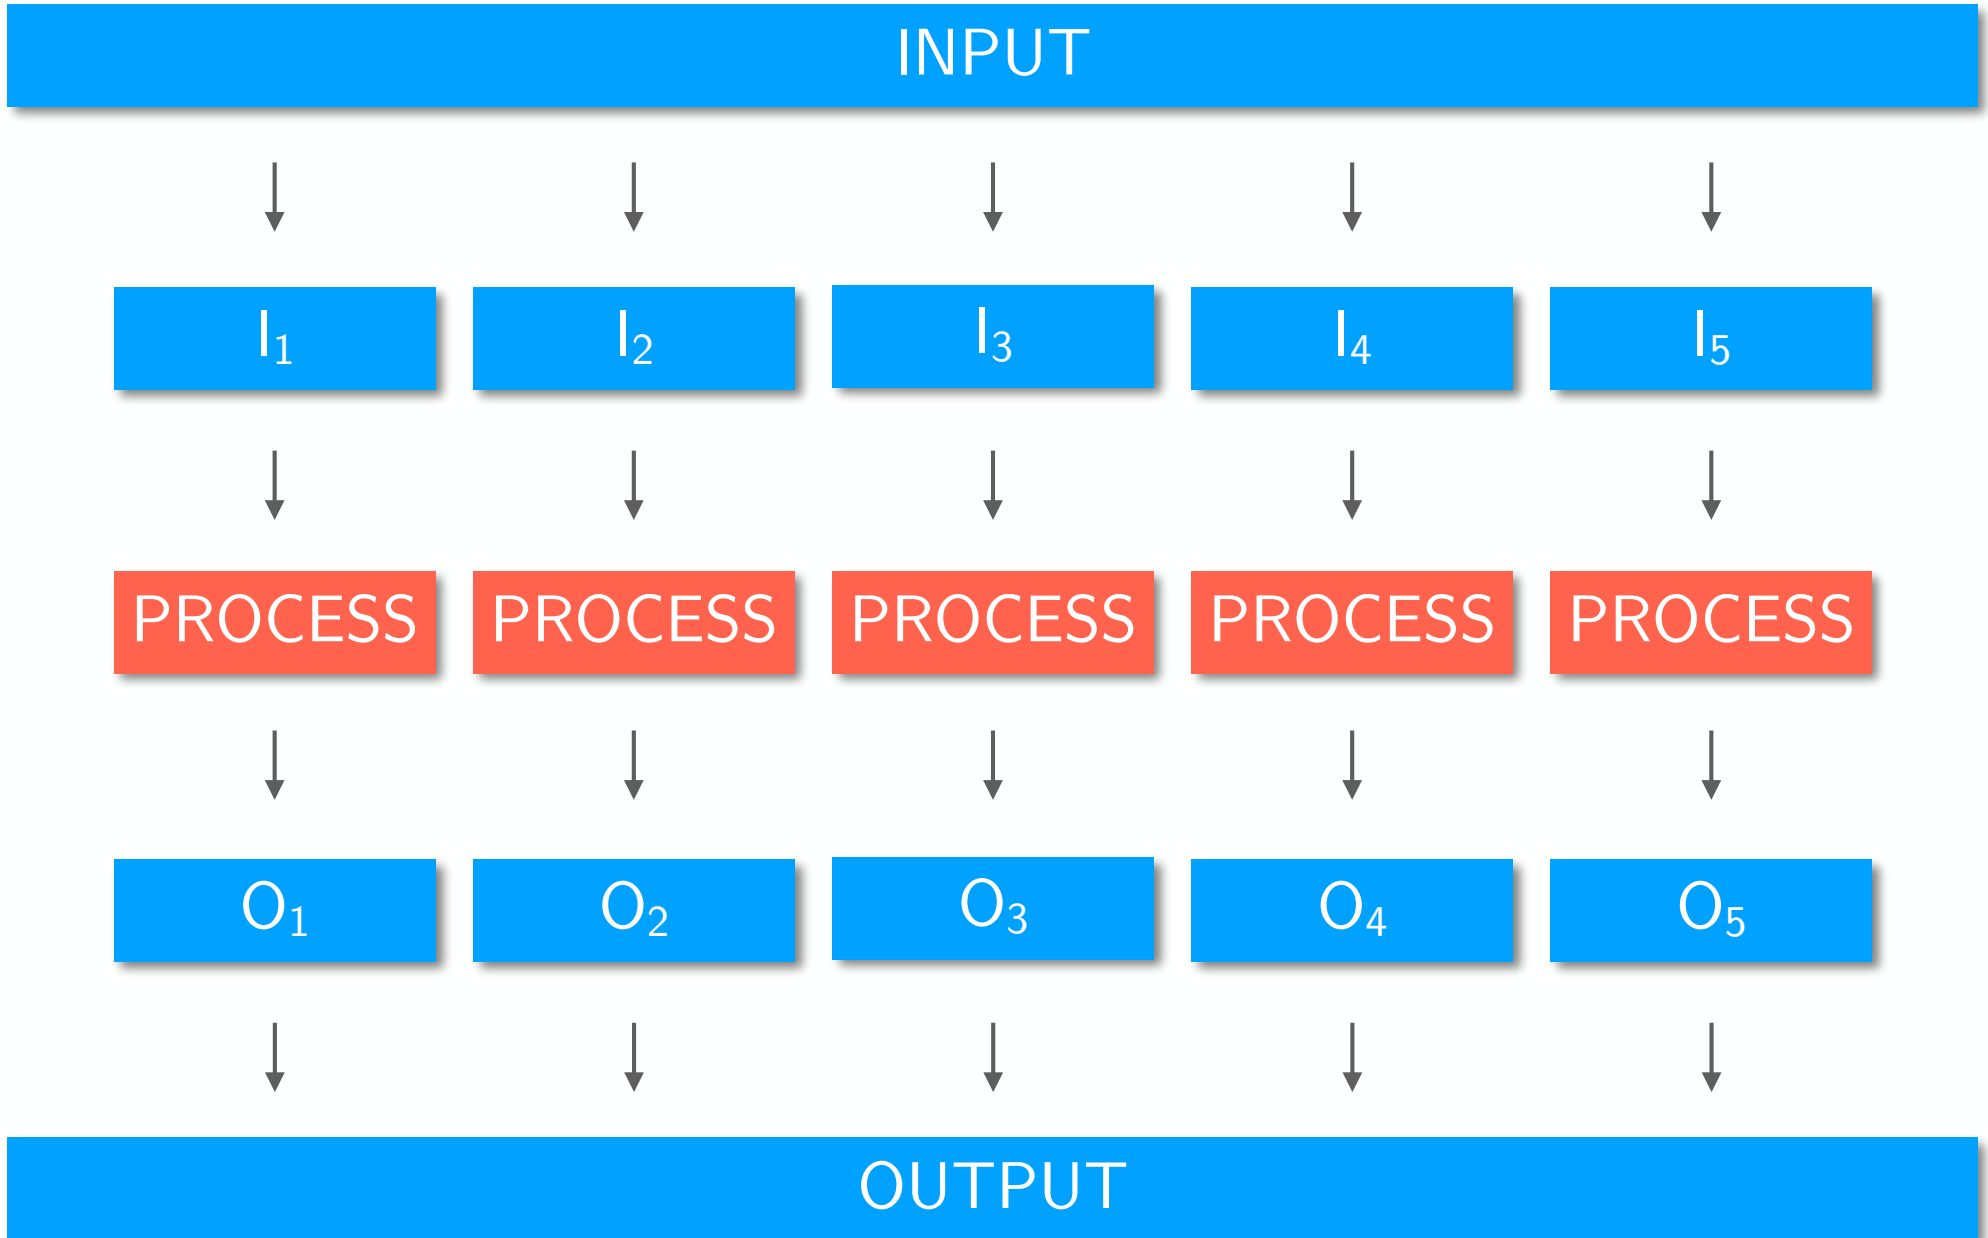 INPUT
I₁ I₂ I₃ I₄ I₅
PROCESS PROCESS PROCESS PROCESS PROCESS
O₁ O₂ O₃ O₄ O₅
OUTPUT